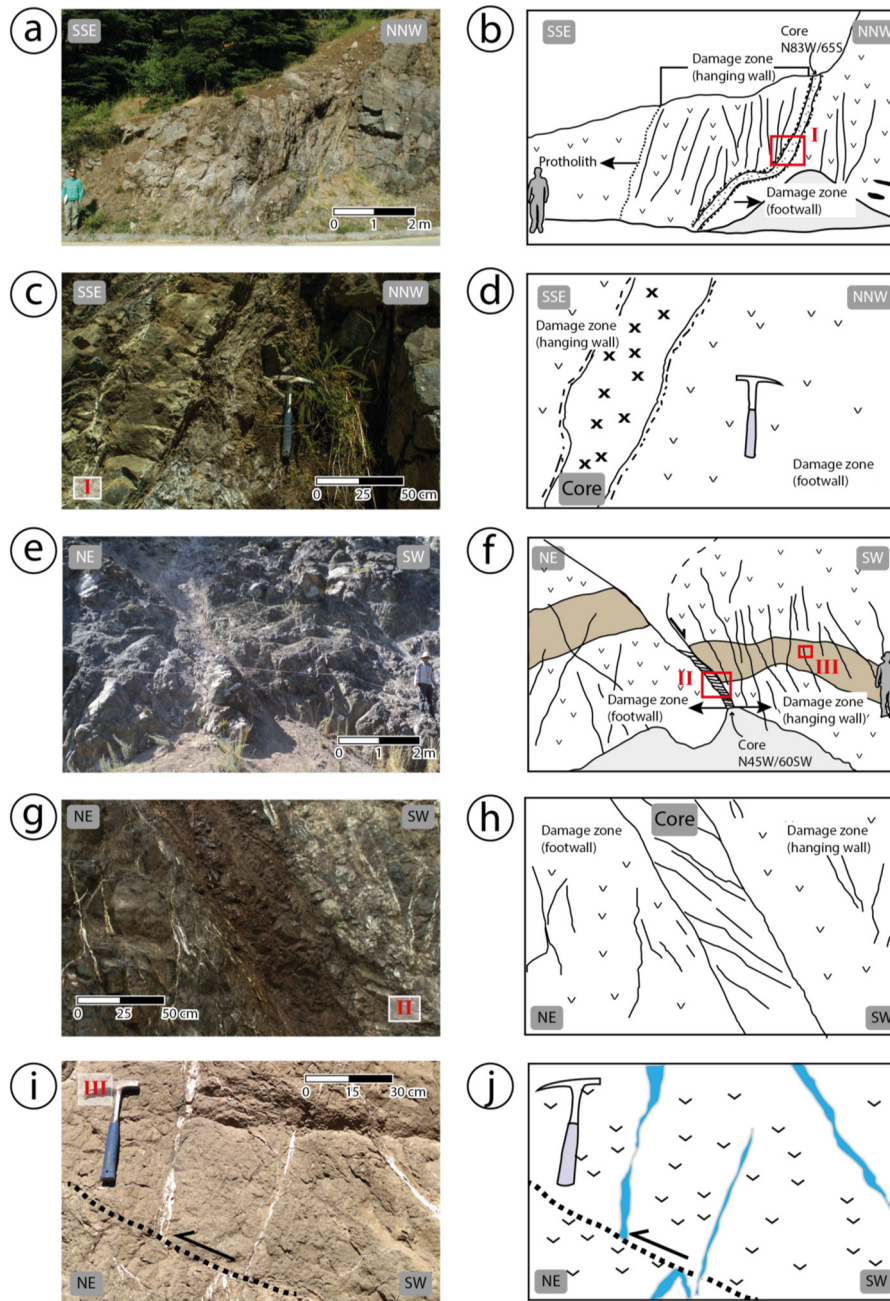 a
SSE
NNW
0 1 2 m
b
SSE
NNW
Core
N83W/65S
Damage zone
(hanging wall)
I
Protholith
Damage zone
(footwall)
c
SSE
NNW
I
0 25 50 cm
d
SSE
NNW
Damage zone
(hanging wall)
Core
Damage zone
(footwall)
e
NE
SW
0 1 2 m
f
NE
SW
II
III
Damage zone
(footwall)
Damage zone
(hanging wall)
Core
N45W/60SW
g
NE
SW
0 25 50 cm
II
h
Core
Damage zone
(footwall)
Damage zone
(hanging wall)
NE
SW
i
III
0 15 30 cm
NE
SW
j
NE
SW